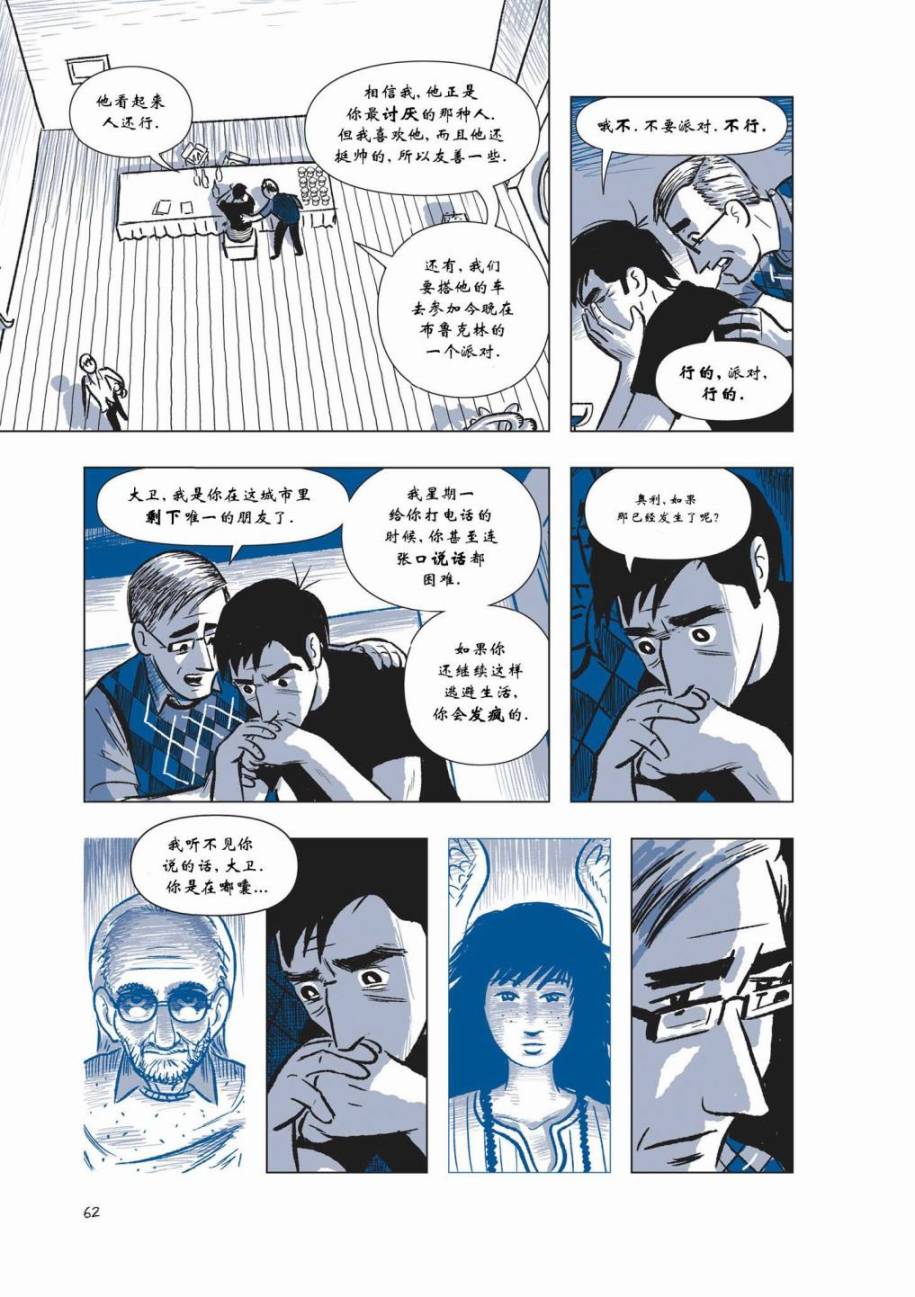 他看起来
人还行.
相信我,他正是
你最讨厌的那种人.
但我喜欢他,而且他还
挺帅的,所以友善一些.
还有,我们
要搭他的车
去参加今晚在
布鲁克林的
一个派对.
哦不.不要派对.不行.
行的,派对,
行的.
大卫,我是你在这城市里
剩下唯一的朋友了.
我星期一
给你打电话的
时候,你甚至连
张口说话都
困难.
如果你
还继续这样
逃避生活,
你会发疯的.
奥利,如果
那已经发生了呢?
我听不见你
说的话,大卫.
你是在嘟囔...
62